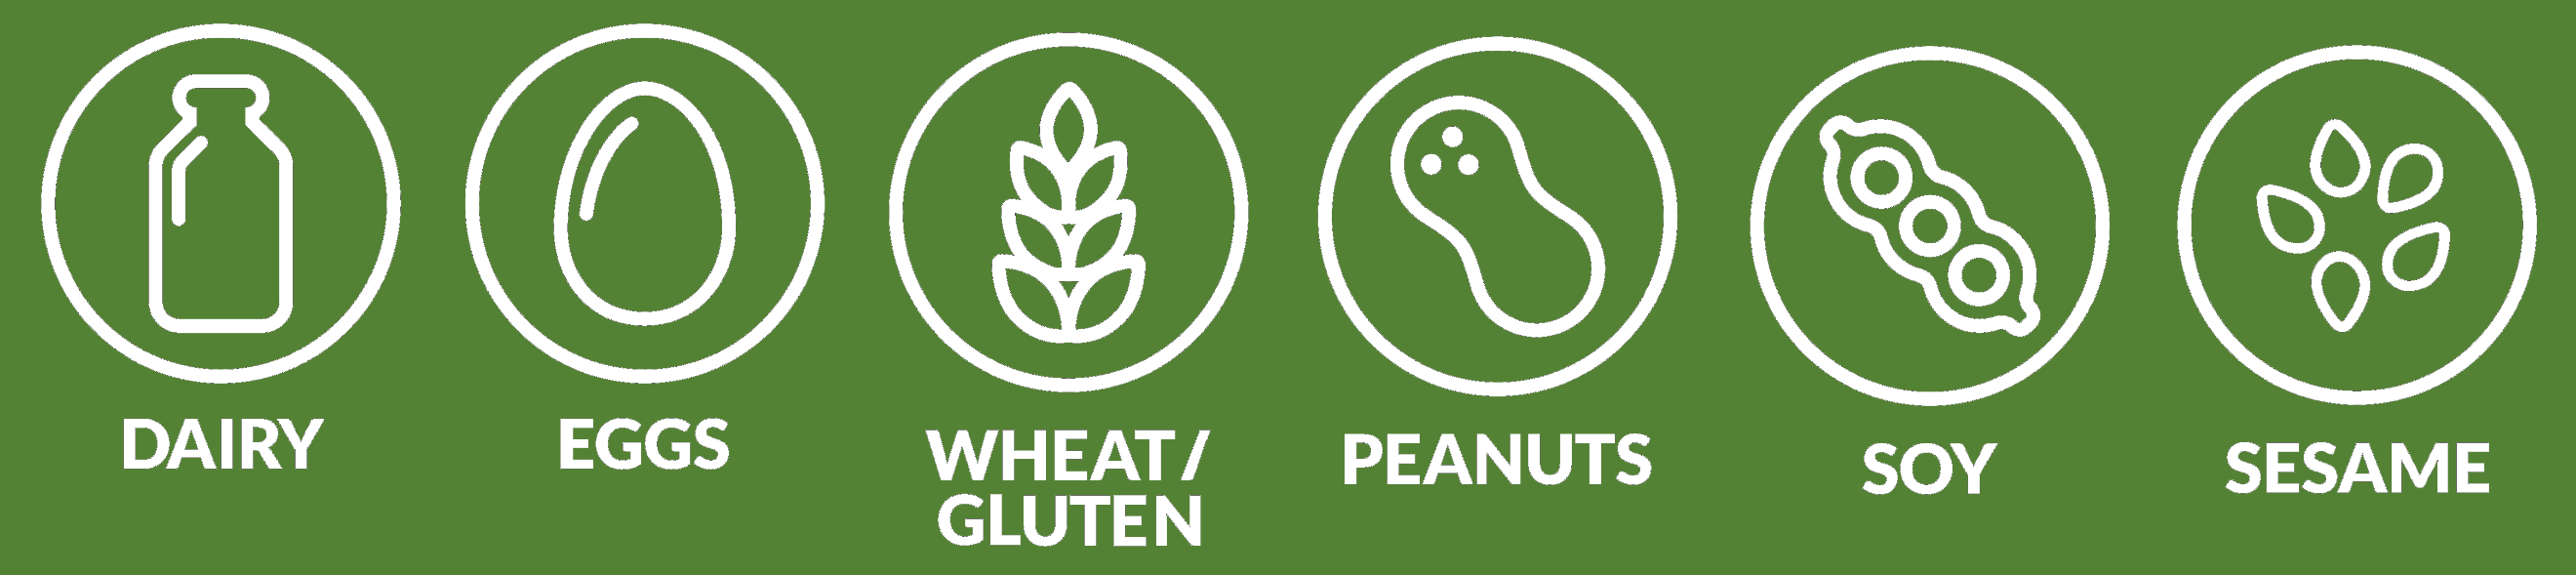 DAIRY
EGGS
WHEAT/
GLUTEN
PEANUTS
SOY
SESAME